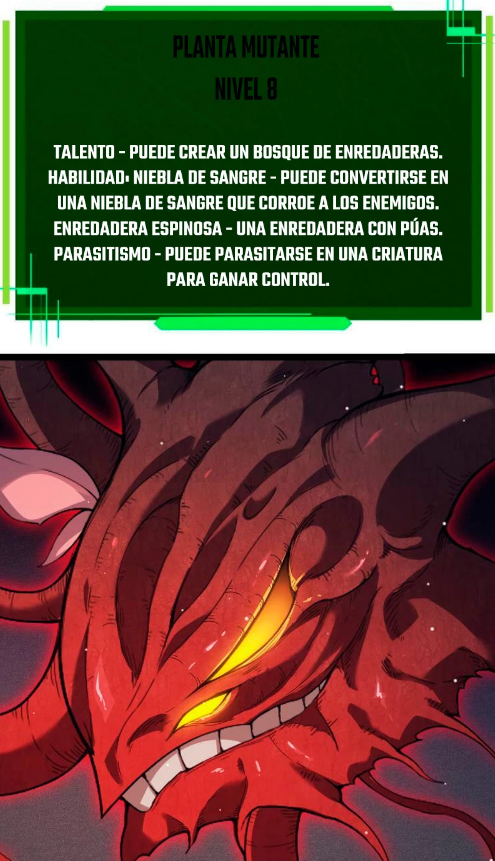 PLANTA MUTANTE
NIVEL 8
TALENTO - PUEDE CREAR UN BOSQUE DE ENREDADERAS.
HABILIDAD: NIEBLA DE SANGRE - PUEDE CONVERTIRSE EN
UNA NIEBLA DE SANGRE QUE CORROE A LOS ENEMIGOS.
ENREDADERA ESPINOSA - UNA ENREDADERA CON PÚAS.
PARASITISMO - PUEDE PARASITARSE EN UNA CRIATURA
PARA GANAR CONTROL.